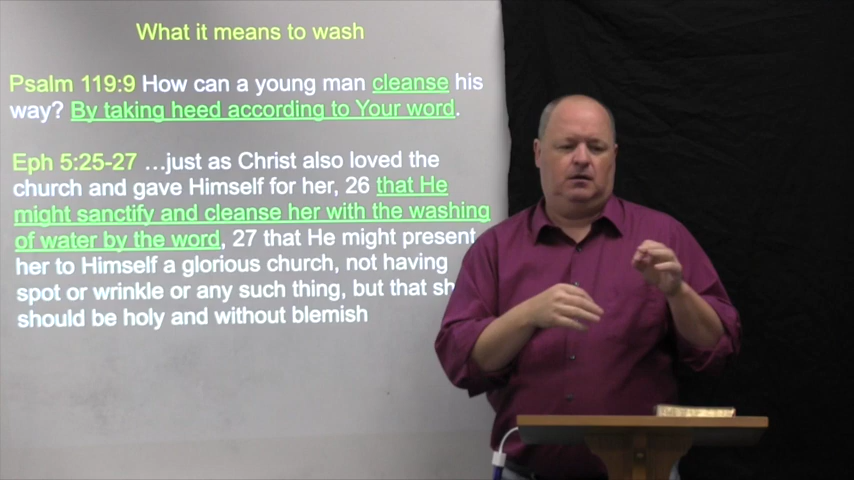 What it means to wash
Psalm 119:9 How can a young man cleanse his
way? By taking heed according to Your word.
Eph 5:25-27 ...just as Christ also loved the
church and gave Himself for her, 26 that He
might sanctify and cleanse her with the washing
of water by the word, 27 that He might present
her to Himself a glorious church, not having
spot or wrinkle or any such thing, but that sh
should be holy and without blemish